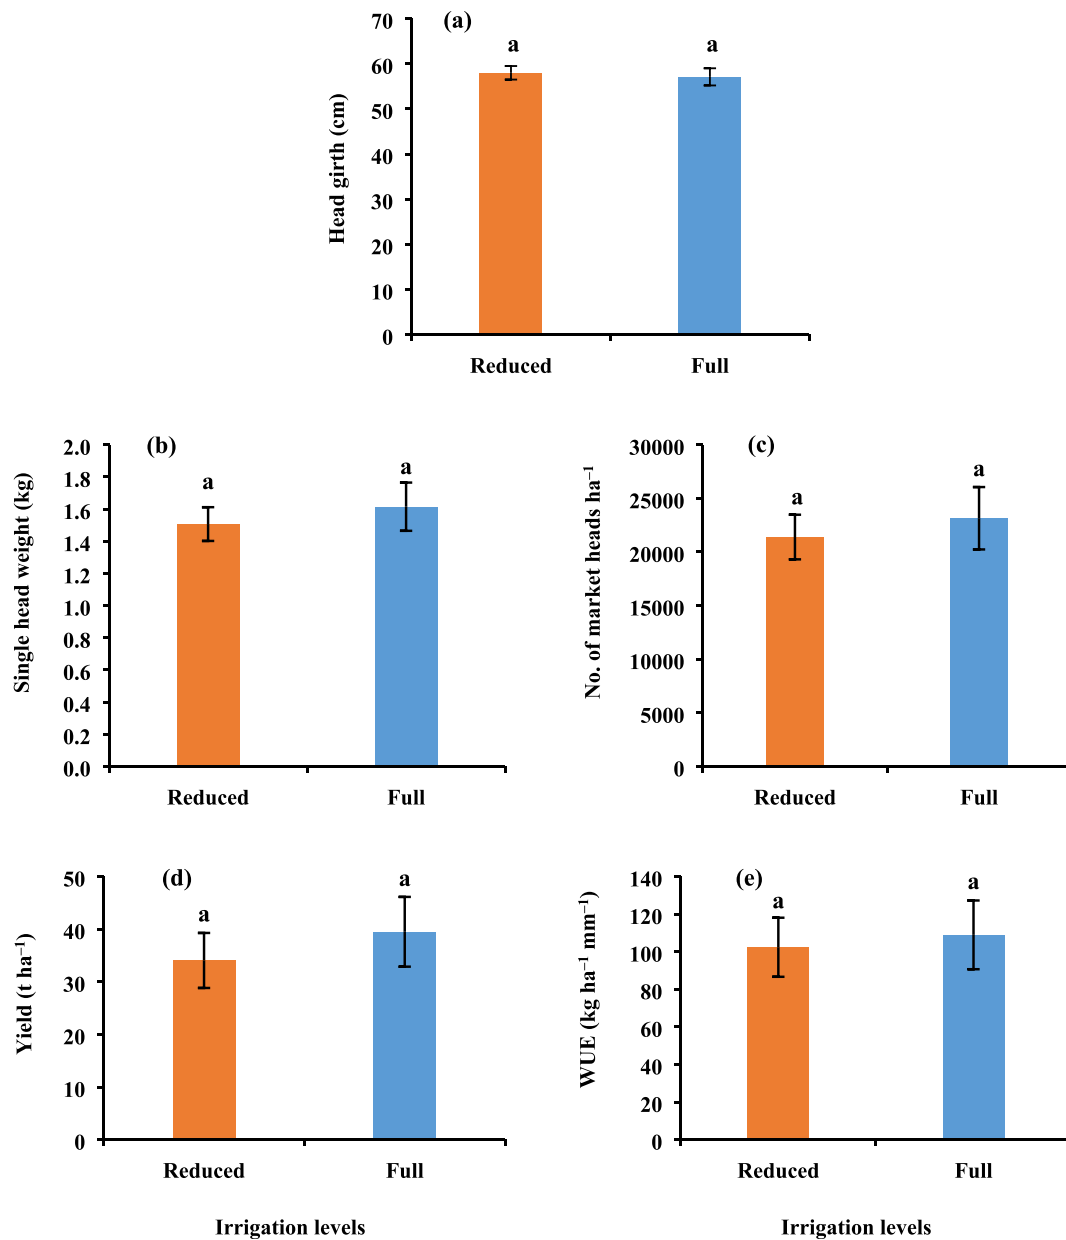 (a)
70
60
50
40
30
20
10
0
Head girth (cm)
a
a
Reduced
Full
(b)
2.0
1.8
1.6
1.4
1.2
1.0
0.8
0.6
0.4
0.2
0.0
Single head weight (kg)
a
a
Reduced
Full
(c)
30000
25000
20000
15000
10000
5000
0
No. of market heads ha⁻¹
a
a
Reduced
Full
(d)
50
40
30
20
10
0
Yield (t ha⁻¹)
a
a
Reduced
Full
Irrigation levels
(e)
140
120
100
80
60
40
20
0
WUE (kg ha⁻¹ mm⁻¹)
a
a
Reduced
Full
Irrigation levels